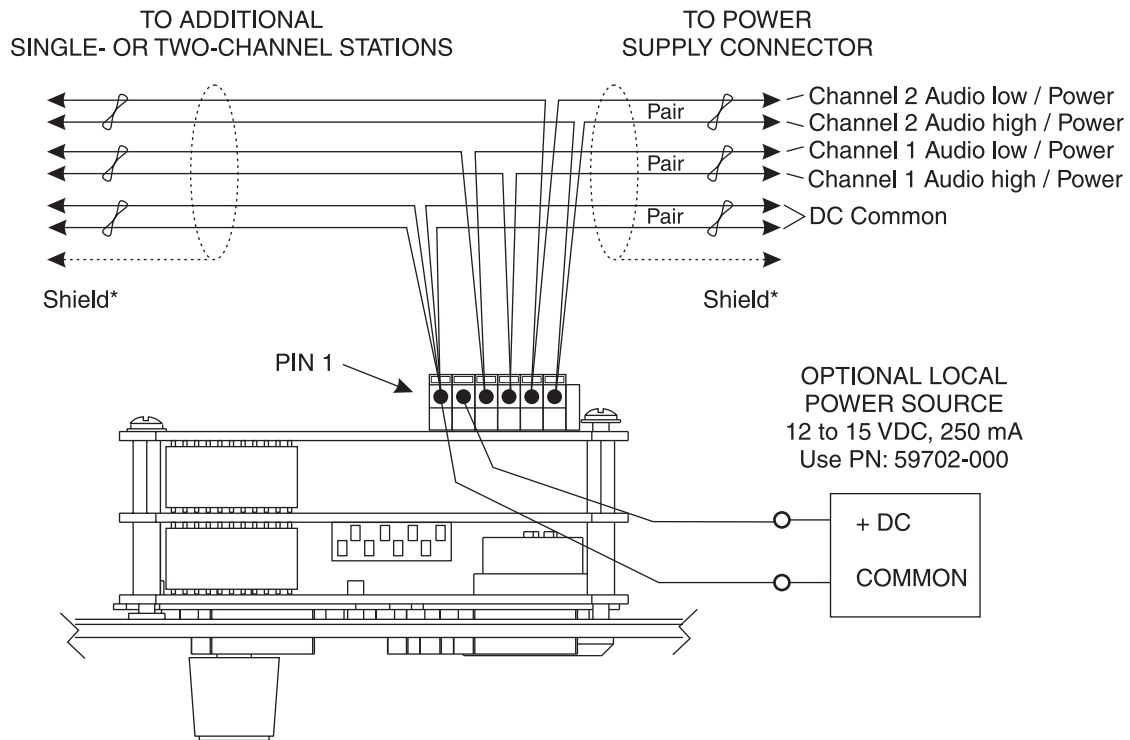 TO ADDITIONAL
SINGLE- OR TWO-CHANNEL STATIONS
TO POWER
SUPPLY CONNECTOR
Pair
Channel 2 Audio low / Power
Channel 2 Audio high / Power
Pair
Channel 1 Audio low / Power
Channel 1 Audio high / Power
Pair
DC Common
Shield*
Shield*
PIN 1
OPTIONAL LOCAL
POWER SOURCE
12 to 15 VDC, 250 mA
Use PN: 59702-000
+ DC
COMMON